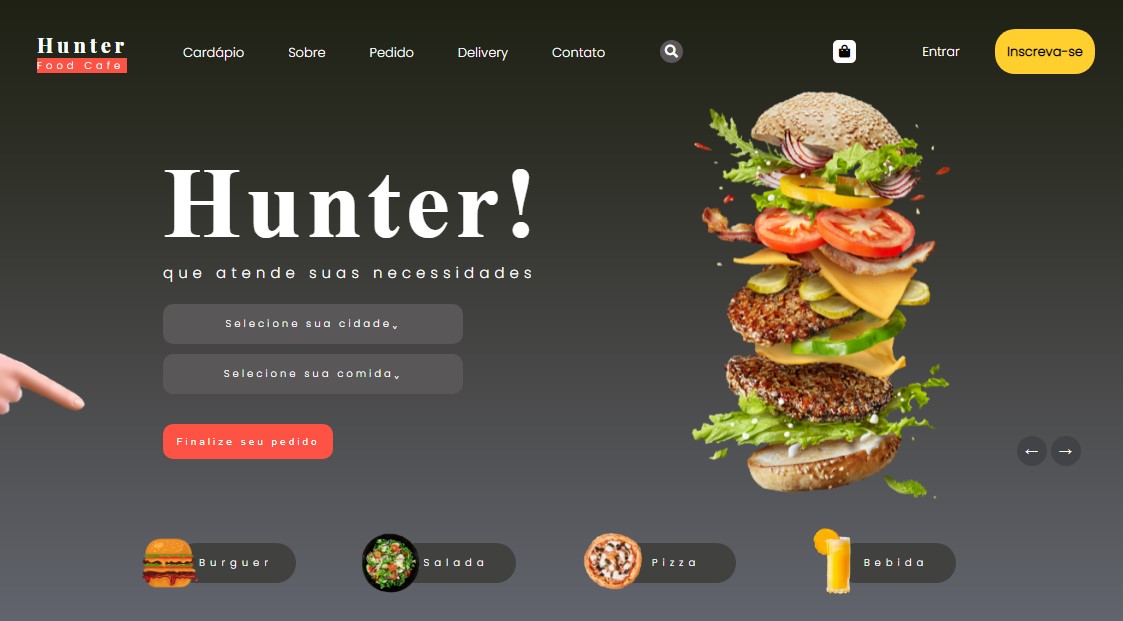 Hunter
Food Cafe
Cardápio Sobre Pedido Delivery Contato Entrar Inscreva-se
Hunter!
que atende suas necessidades
Selecione sua cidade
Selecione sua comida
Finalize seu pedido
← →
Burguer Salada Pizza Bebida